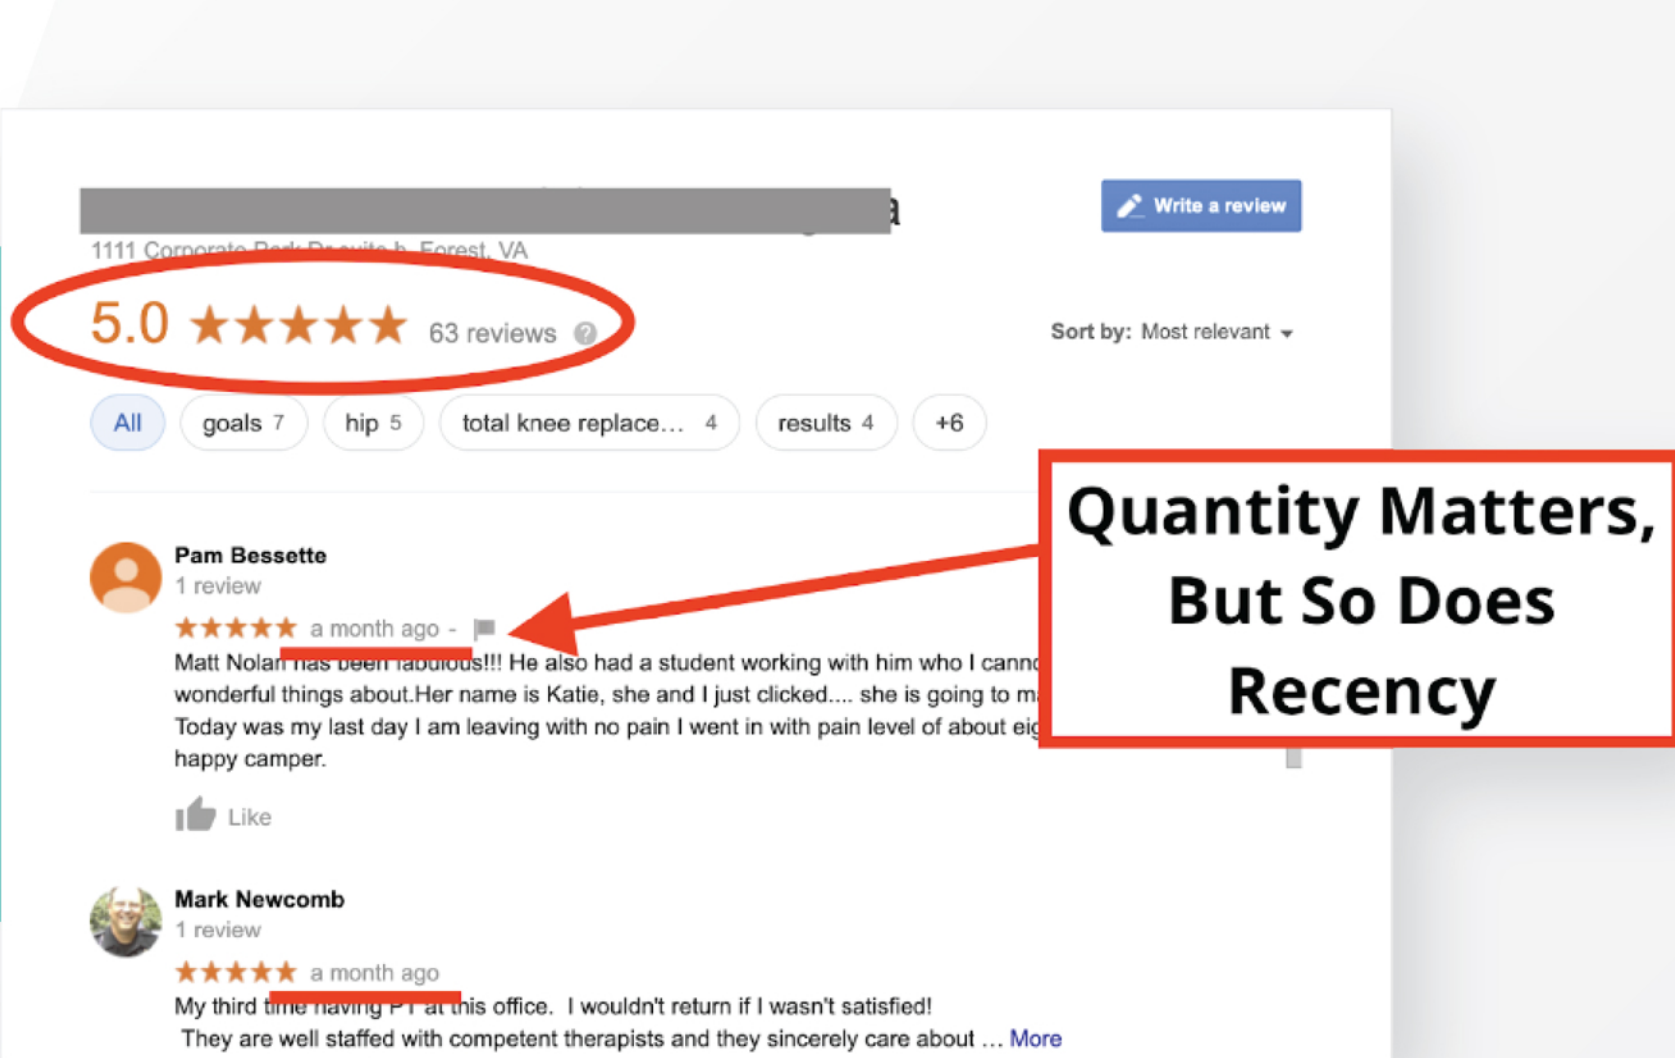 a
Write a review
1111 Corporate Park Dr suite b, Forest, VA
5.0 63 reviews ?
Sort by: Most relevant
All goals 7 hip 5 total knee replace... 4 results 4 +6
Quantity Matters,
But So Does
Recency
Pam Bessette
1 review
a month ago -
Matt Nolan has been fabulous!!! He also had a student working with him who I
wonderful things about.Her name is Katie, she and I just clicked.... she is going to
Today was my last day I am leaving with no pain I went in with pain level of about
happy camper.
Like
Mark Newcomb
1 review
a month ago
My third time having PT at this office. I wouldn't return if I wasn't satisfied!
They are well staffed with competent therapists and they sincerely care about ... More